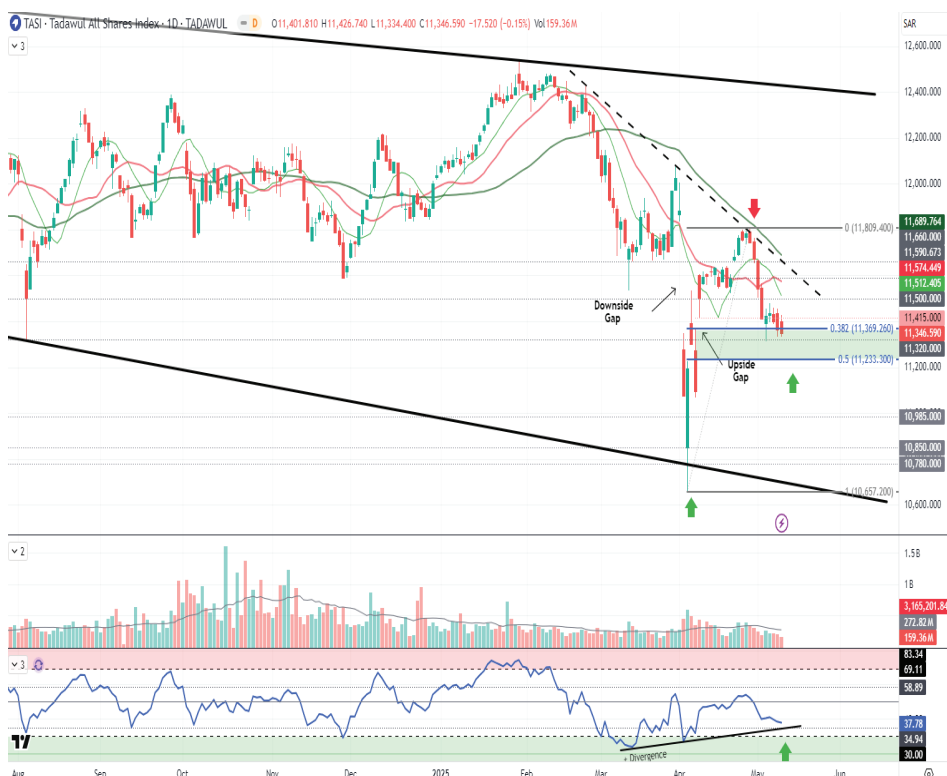 TASI · Tadawul All Shares Index · 1D · TADAWUL D O11,401.810 H11,426.740 L11,334.400 C11,346.590 -17.520 (-0.15%) Vol159.36M
SAR
3
12,600.000
12,400.000
12,200.000
12,000.000
0 (11,809.400)
11,689.764
11,660.000
11,590.673
11,574.449
11,512.405
11,500.000
Downside
Gap
11,415.000
0.382 (11,369.260)
11,346.590
11,320.000
Upside
Gap
0.5 (11,233.300)
11,200.000
10,985.000
10,850.000
10,780.000
1 (10,657.200)
10,600.000
2
1.5B
1B
3,165,201.84
272.82M
159.36M
3
83.34
69.11
58.89
37.78
34.94
30.00
+ Divergence
Aug Sep Oct Nov Dec 2025 Feb Mar Apr May Jun